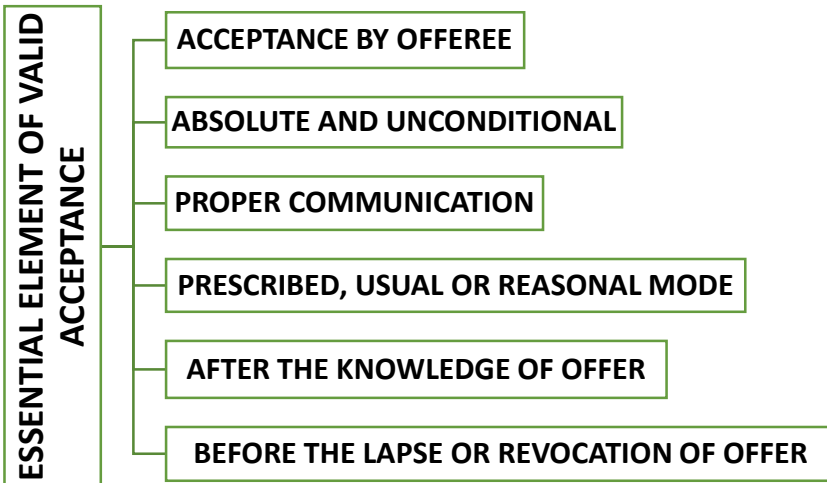 ESSENTIAL ELEMENT OF VALID
ACCEPTANCE
ACCEPTANCE BY OFFEREE
ABSOLUTE AND UNCONDITIONAL
PROPER COMMUNICATION
PRESCRIBED, USUAL OR REASONAL MODE
AFTER THE KNOWLEDGE OF OFFER
BEFORE THE LAPSE OR REVOCATION OF OFFER